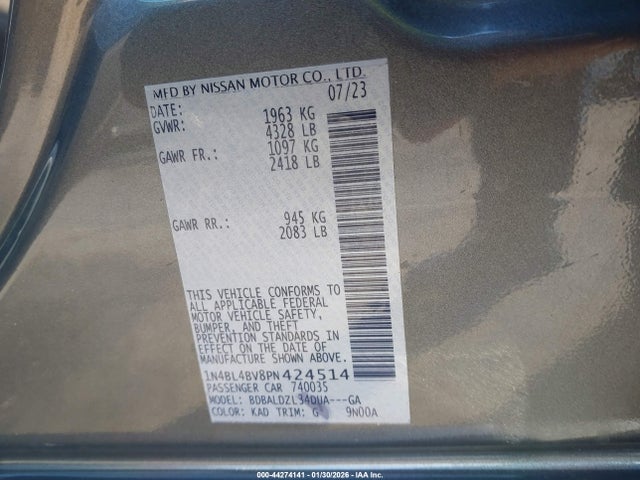 MFD BY NISSAN MOTOR CO., LTD.
DATE: 07/23
GVWR: 1963 KG
4328 LB
GAWR FR.: 1097 KG
2418 LB
GAWR RR.: 945 KG
2083 LB
THIS VEHICLE CONFORMS TO
ALL APPLICABLE FEDERAL
MOTOR VEHICLE SAFETY,
BUMPER, AND THEFT
PREVENTION STANDARDS IN
EFFECT ON THE DATE OF
MANUFACTURE SHOWN ABOVE.
1N4BL4BV8PN424514
PASSENGER CAR 740035
MODEL: BDBALDZL34DUA---GA
COLOR: KAD TRIM: G 9N00A
000-44274141 - 01/30/2026 - IAA Inc.